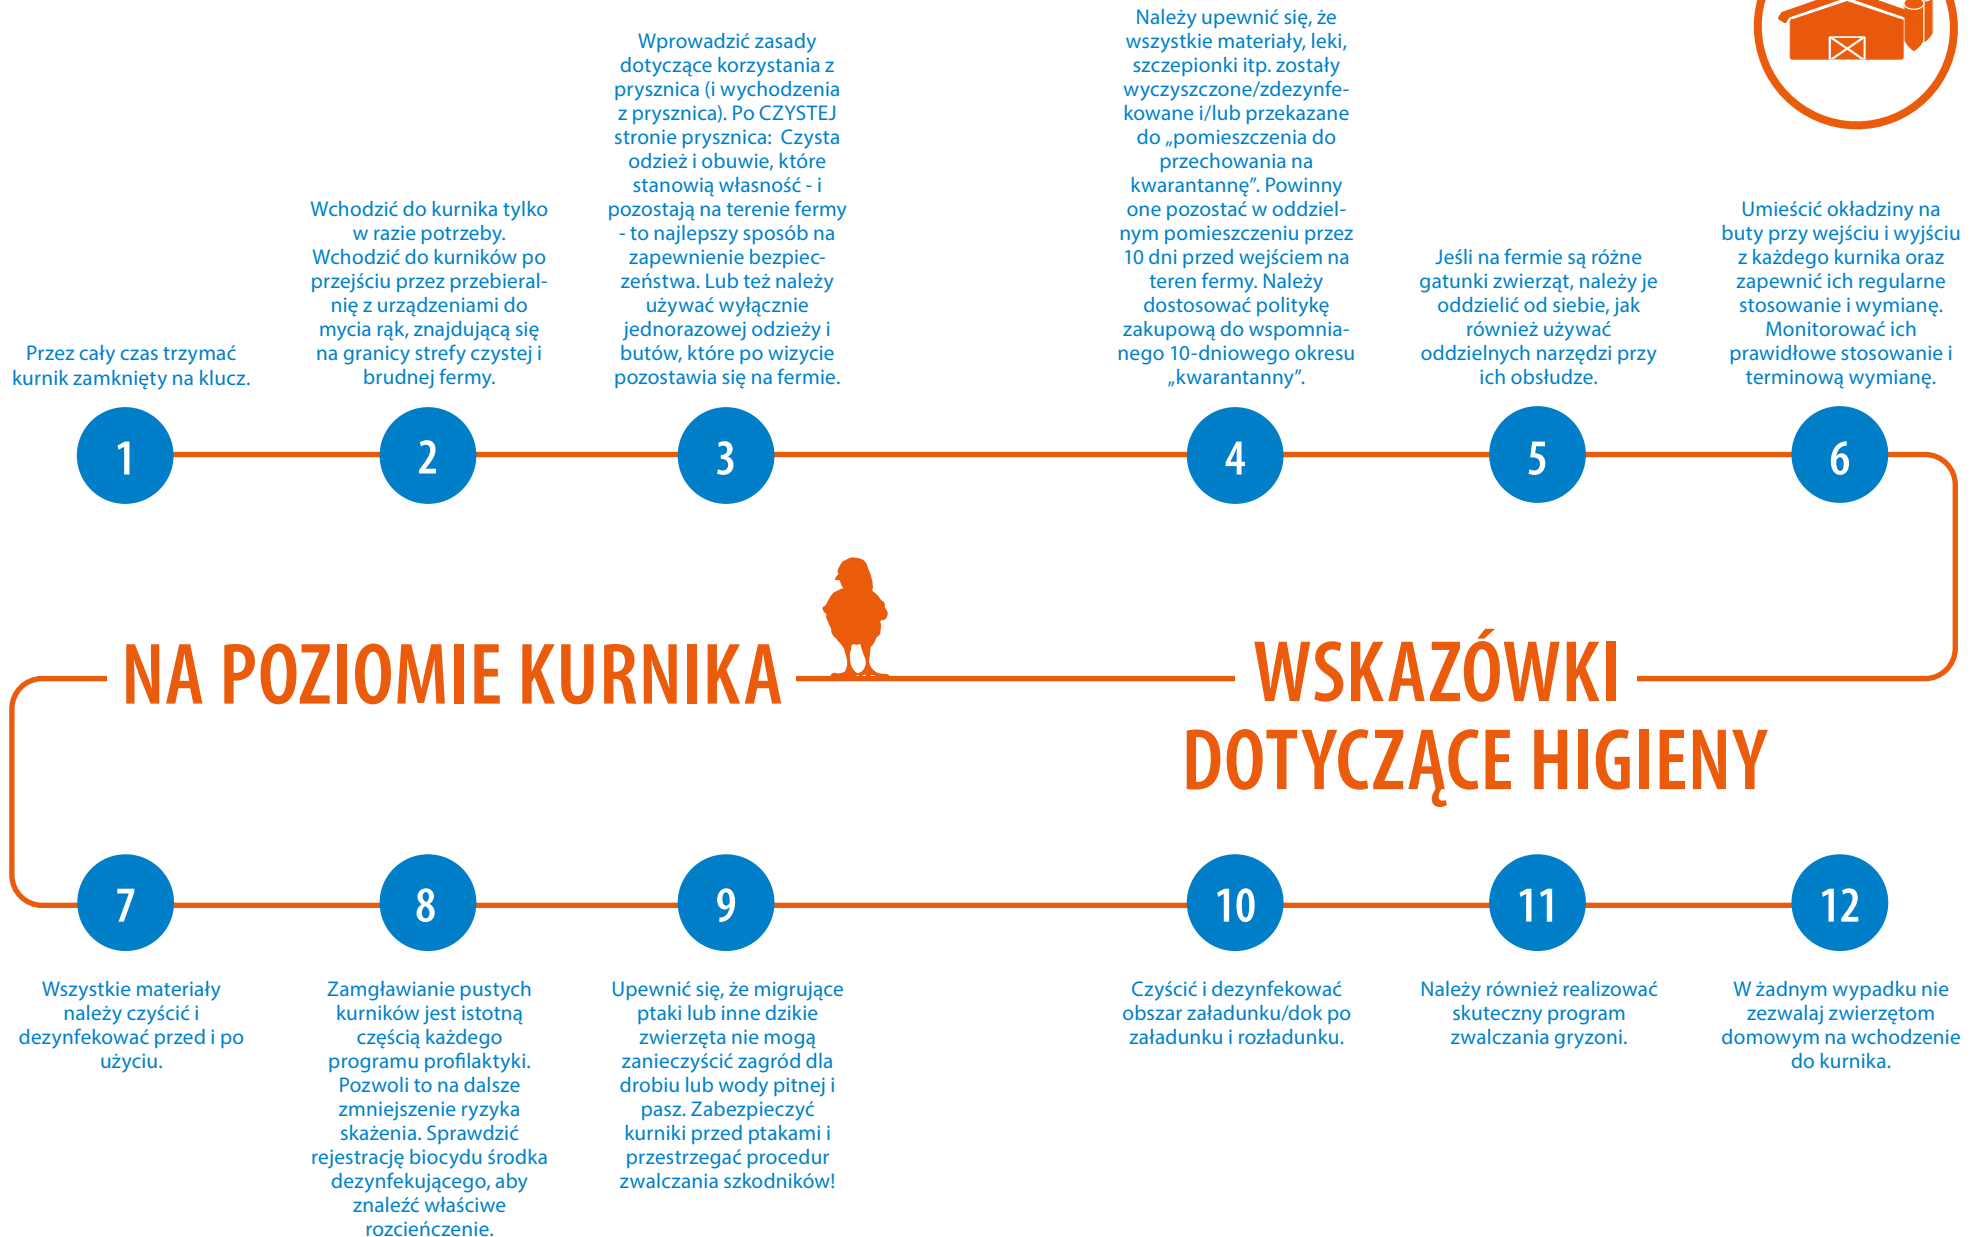 Przez cały czas trzymać
kurnik zamknięty na klucz.
1
Wchodzić do kurnika tylko
w razie potrzeby.
Wchodzić do kurników po
przejściu przez przebieral-
nię z urządzeniami do
mycia rąk, znajdującą się
na granicy strefy czystej i
brudnej fermy.
2
Wprowadzić zasady
dotyczące korzystania z
prysznica (i wychodzenia
z prysznica). Po CZYSTEJ
stronie prysznica: Czysta
odzież i obuwie, które
stanowią własność - i
pozostają na terenie fermy
- to najlepszy sposób na
zapewnienie bezpiec-
zeństwa. Lub też należy
używać wyłącznie
jednorazowej odzieży i
butów, które po wizycie
pozostawia się na fermie.
3
Należy upewnić się, że
wszystkie materiały, leki,
szczepionki itp. zostały
wyczyszczone/zdezynfe-
kowane i/lub przekazane
do „pomieszczenia do
przechowania na
kwarantannę”. Powinny
one pozostać w oddziel-
nym pomieszczeniu przez
10 dni przed wejściem na
teren fermy. Należy
dostosować politykę
zakupową do wspomnia-
nego 10-dniowego okresu
„kwarantanny”.
4
Jeśli na fermie są różne
gatunki zwierząt, należy je
oddzielić od siebie, jak
również używać
oddzielnych narzędzi przy
ich obsłudze.
5
Umieścić okładziny na
buty przy wejściu i wyjściu
z każdego kurnika oraz
zapewnić ich regularne
stosowanie i wymianę.
Monitorować ich
prawidłowe stosowanie i
terminową wymianę.
6
NA POZIOMIE KURNIKA
WSKAZÓWKI
DOTYCZĄCE HIGIENY
7
Wszystkie materiały
należy czyścić i
dezynfekować przed i po
użyciu.
8
Zamgławianie pustych
kurników jest istotną
częścią każdego
programu profilaktyki.
Pozwoli to na dalsze
zmniejszenie ryzyka
skażenia. Sprawdzić
rejestrację biocydu środka
dezynfekującego, aby
znaleźć właściwe
rozcieńczenie.
9
Upewnić się, że migrujące
ptaki lub inne dzikie
zwierzęta nie mogą
zanieczyścić zagród dla
drobiu lub wody pitnej i
pasz. Zabezpieczyć
kurniki przed ptakami i
przestrzegać procedur
zwalczania szkodników!
10
Czyścić i dezynfekować
obszar załadunku/dok po
załadunku i rozładunku.
11
Należy również realizować
skuteczny program
zwalczania gryzoni.
12
W żadnym wypadku nie
zezwalaj zwierzętom
domowym na wchodzenie
do kurnika.